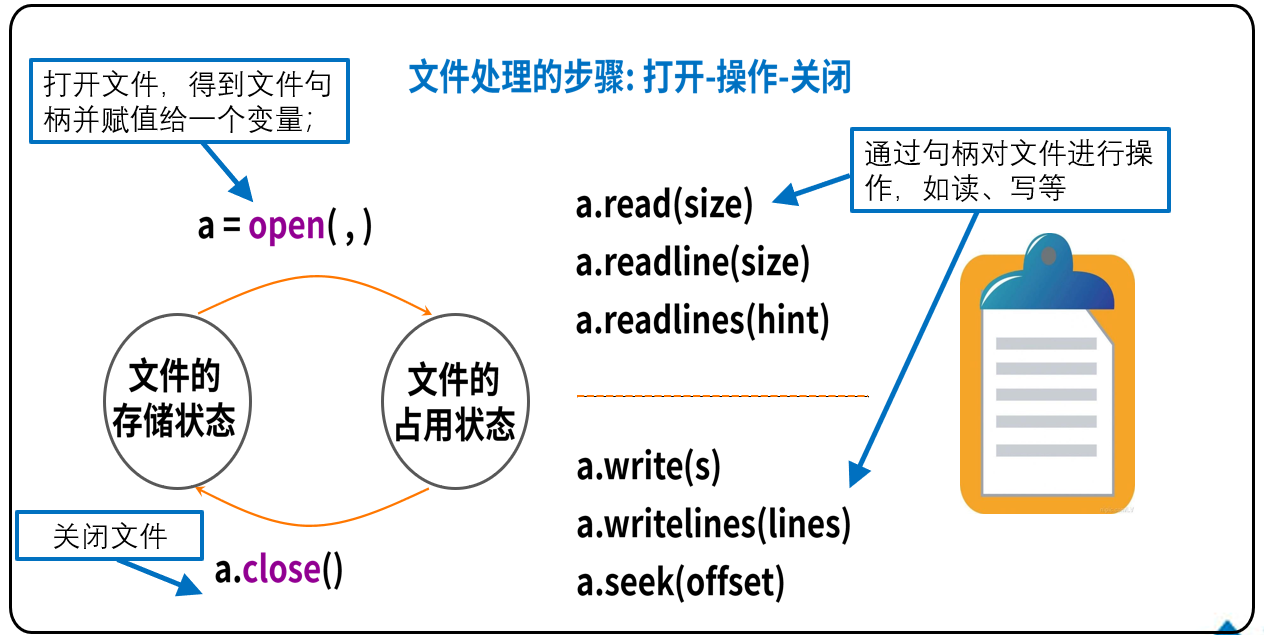 文件处理的步骤: 打开-操作-关闭
打开文件，得到文件句
柄并赋值给一个变量；
a = open( , )
文件的
存储状态
文件的
占用状态
关闭文件
a.close()
通过句柄对文件进行操
作，如读、写等
a.read(size)
a.readline(size)
a.readlines(hint)
a.write(s)
a.writelines(lines)
a.seek(offset)